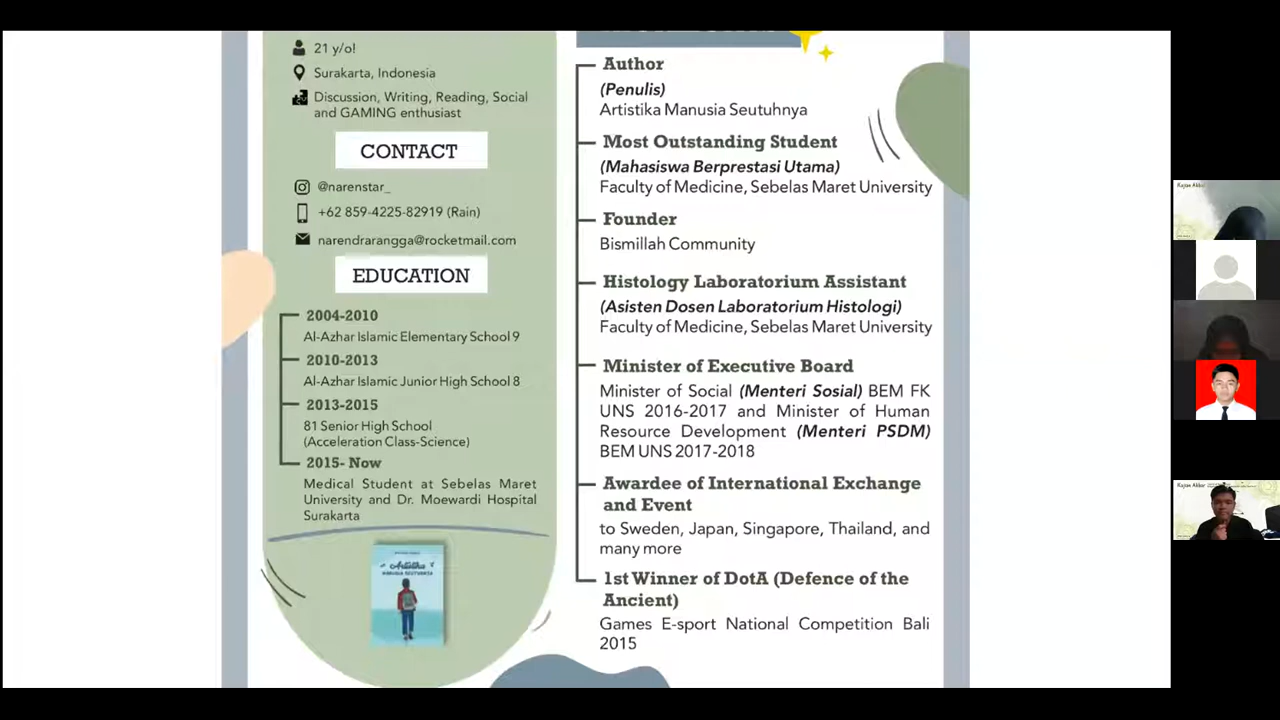 21 y/o!
Surakarta, Indonesia
Discussion, Writing, Reading, Social
and GAMING enthusiast
CONTACT
@narenstar_
+62 859-4225-82919 (Rain)
narendrarangga@rocketmail.com
EDUCATION
2004-2010
Al-Azhar Islamic Elementary School 9
2010-2013
Al-Azhar Islamic Junior High School 8
2013-2015
81 Senior High School
(Acceleration Class-Science)
2015- Now
Medical Student at Sebelas Maret
University and Dr. Moewardi Hospital
Surakarta
Artistika
MANUSIA SEUTUHNYA
Author
(Penulis)
Artistika Manusia Seutuhnya
Most Outstanding Student
(Mahasiswa Berprestasi Utama)
Faculty of Medicine, Sebelas Maret University
Founder
Bismillah Community
Histology Laboratorium Assistant
(Asisten Dosen Laboratorium Histologi)
Faculty of Medicine, Sebelas Maret University
Minister of Executive Board
Minister of Social (Menteri Sosial) BEM FK
UNS 2016-2017 and Minister of Human
Resource Development (Menteri PSDM)
BEM UNS 2017-2018
Awardee of International Exchange
and Event
to Sweden, Japan, Singapore, Thailand, and
many more
1st Winner of DotA (Defence of the
Ancient)
Games E-sport National Competition Bali
2015
Kajian Akbar
Kajian Akbar